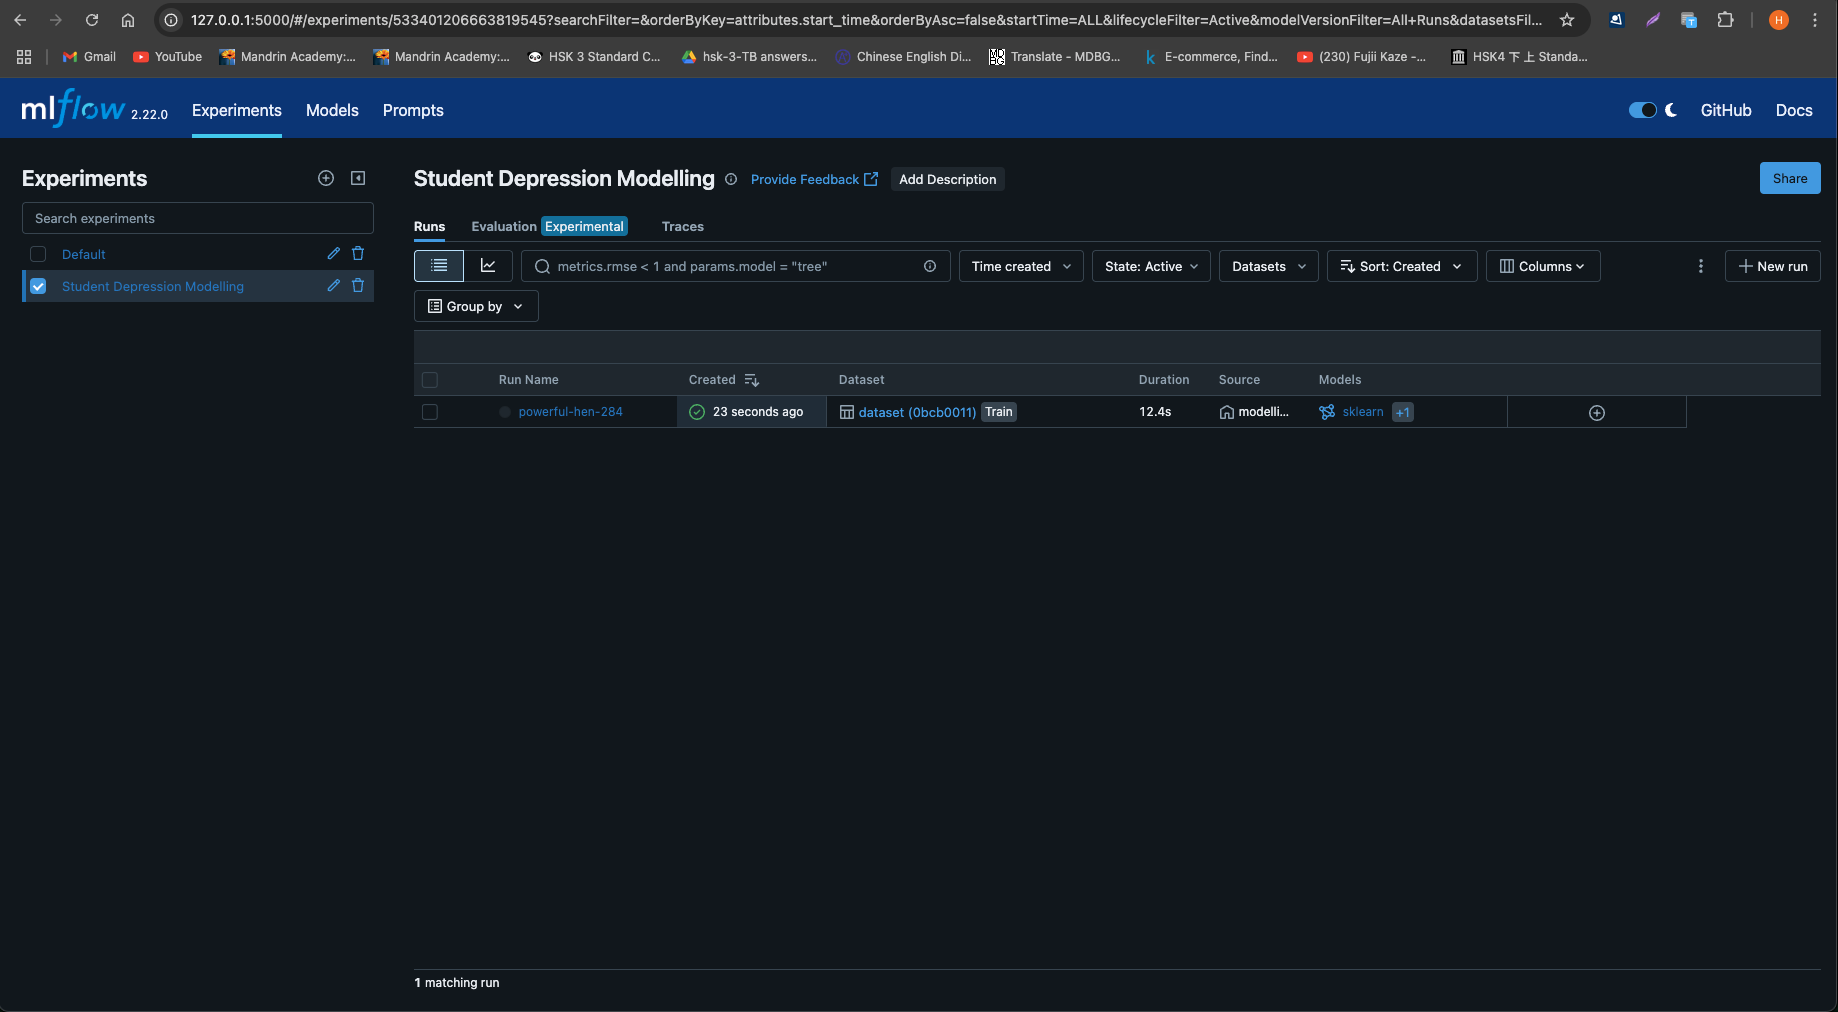 127.0.0.1:5000/#/experiments/533401206663819545?searchFilter=&orderByKey=attributes.start_time&orderByAsc=false&startTime=ALL&lifecycleFilter=Active&modelVersionFilter=All+Runs&datasetsFil...
H
Gmail YouTube Mandrin Academy:... Mandrin Academy:... HSK 3 Standard C... hsk-3-TB answers... Chinese English Di... Translate - MDBG... E-commerce, Find... (230) Fujii Kaze -... HSK4 下 上 Standa...
mlflow 2.22.0 Experiments Models Prompts GitHub Docs
Experiments
Search experiments
Default
Student Depression Modelling
Student Depression Modelling Provide Feedback Add Description Share
Runs Evaluation Experimental Traces
metrics.rmse < 1 and params.model = "tree" Time created State: Active Datasets Sort: Created Columns New run
Group by
Run Name Created Dataset Duration Source Models
powerful-hen-284 23 seconds ago dataset (0bcb0011) Train 12.4s modelli... sklearn +1
1 matching run